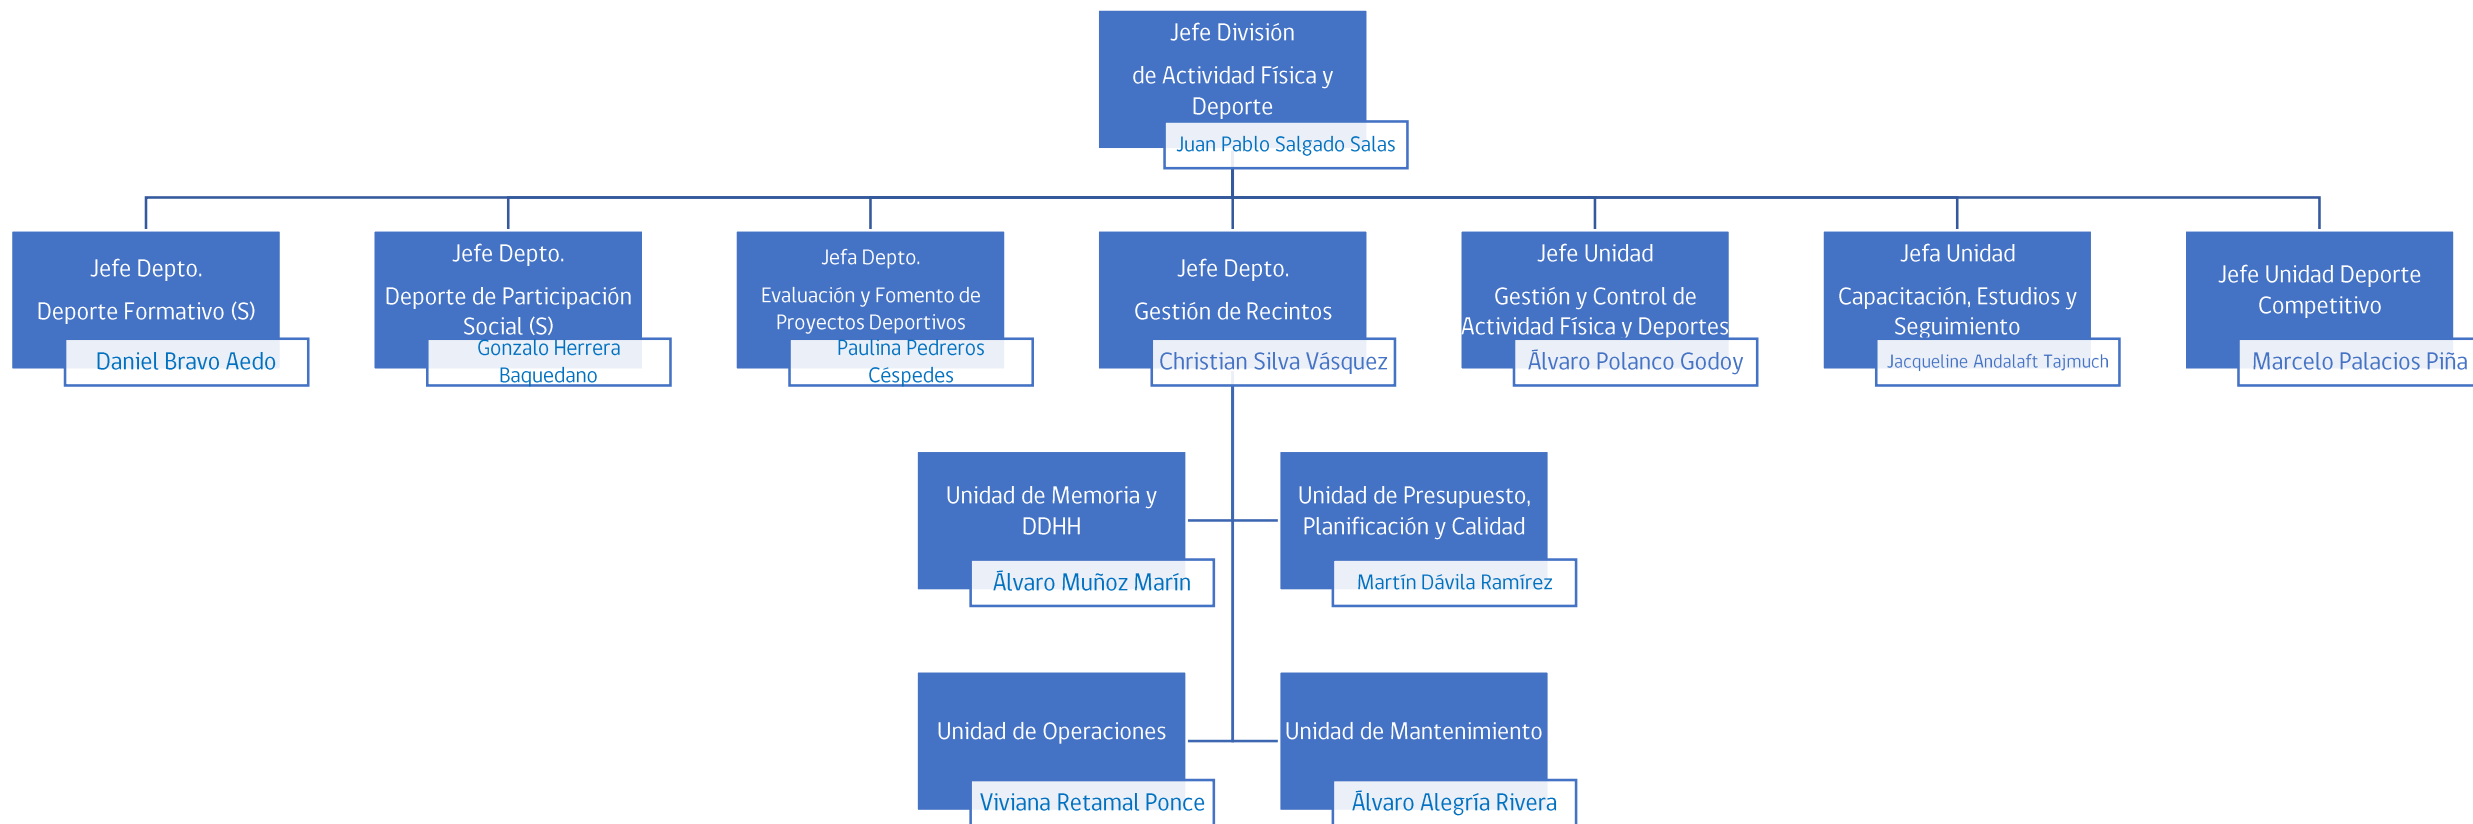 Jefe División
de Actividad Física y
Deporte
Juan Pablo Salgado Salas
Jefe Depto.
Deporte Formativo (S)
Daniel Bravo Aedo
Jefe Depto.
Deporte de Participación
Social (S)
Gonzalo Herrera
Baquedano
Jefa Depto.
Evaluación y Fomento de
Proyectos Deportivos
Paulina Pedreros
Céspedes
Jefe Depto.
Gestión de Recintos
Christian Silva Vásquez
Jefe Unidad
Gestión y Control de
Actividad Física y Deportes
Álvaro Polanco Godoy
Jefa Unidad
Capacitación, Estudios y
Seguimiento
Jacqueline Andalaft Tajmuch
Jefe Unidad Deporte
Competitivo
Marcelo Palacios Piña
Unidad de Memoria y
DDHH
Álvaro Muñoz Marín
Unidad de Presupuesto,
Planificación y Calidad
Martín Dávila Ramírez
Unidad de Operaciones
Viviana Retamal Ponce
Unidad de Mantenimiento
Álvaro Alegría Rivera